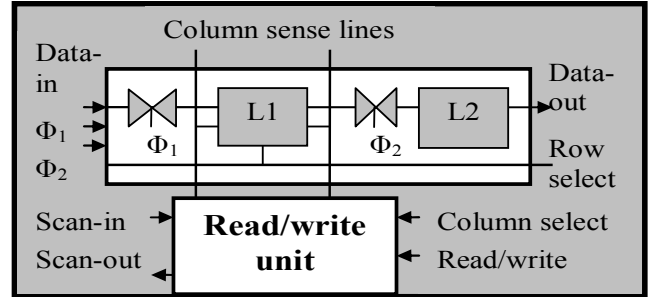 Column sense lines
Data-
in
Data-
out
L1
L2
Φ1
Φ1
Φ2
Φ2
Row
select
Scan-in
Read/write
unit
Column select
Scan-out
Read/write